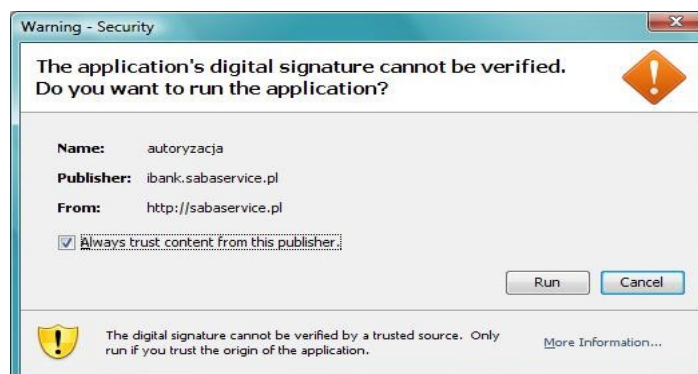 Warning - Security
The application's digital signature cannot be verified.
Do you want to run the application?
Name: autoryzacja
Publisher: ibank.sabaservice.pl
From: http://sabaservice.pl
Always trust content from this publisher.
Run Cancel
The digital signature cannot be verified by a trusted source. Only
run if you trust the origin of the application.
More Information...